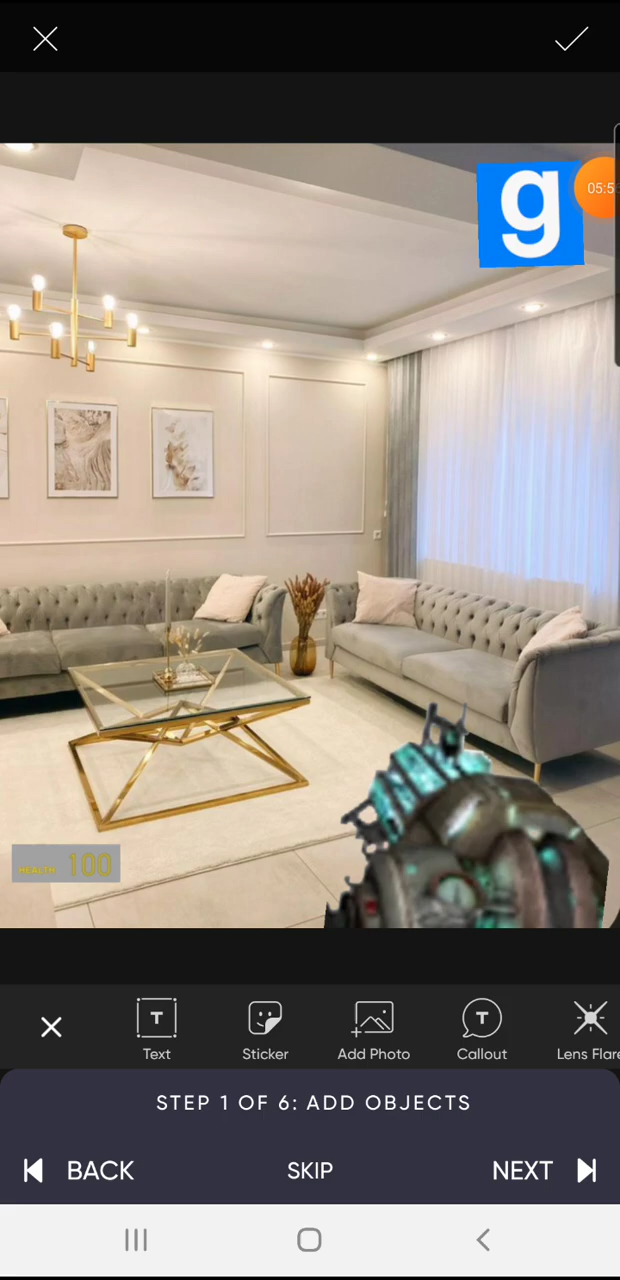 g
05:5
HEALTH 100
T
T
Text
Sticker
Add Photo
Callout
Lens Flare
STEP 1 OF 6: ADD OBJECTS
BACK
SKIP
NEXT